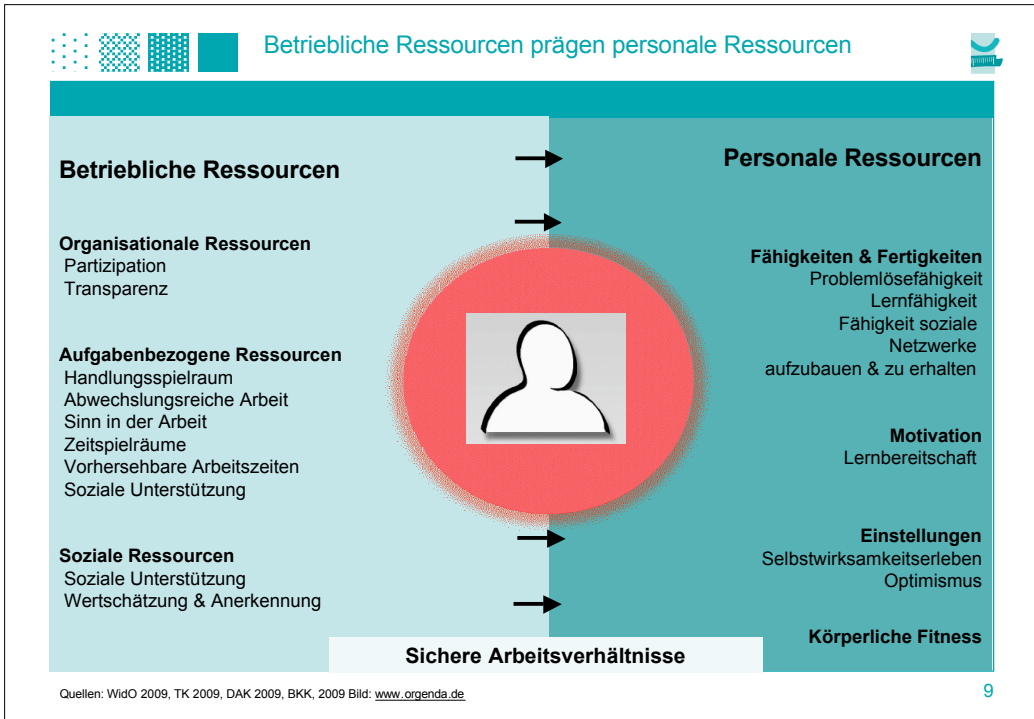 Betriebliche Ressourcen prägen personale Ressourcen
Betriebliche Ressourcen
Organisationale Ressourcen
Partizipation
Transparenz
Aufgabenbezogene Ressourcen
Handlungsspielraum
Abwechslungsreiche Arbeit
Sinn in der Arbeit
Zeitspielräume
Vorhersehbare Arbeitszeiten
Soziale Unterstützung
Soziale Ressourcen
Soziale Unterstützung
Wertschätzung & Anerkennung
Personale Ressourcen
Fähigkeiten & Fertigkeiten
Problemlösefähigkeit
Lernfähigkeit
Fähigkeit soziale
Netzwerke
aufzubauen & zu erhalten
Motivation
Lernbereitschaft
Einstellungen
Selbstwirksamkeitserleben
Optimismus
Körperliche Fitness
Sichere Arbeitsverhältnisse
Quellen: WidO 2009, TK 2009, DAK 2009, BKK, 2009 Bild: www.orgenda.de
9